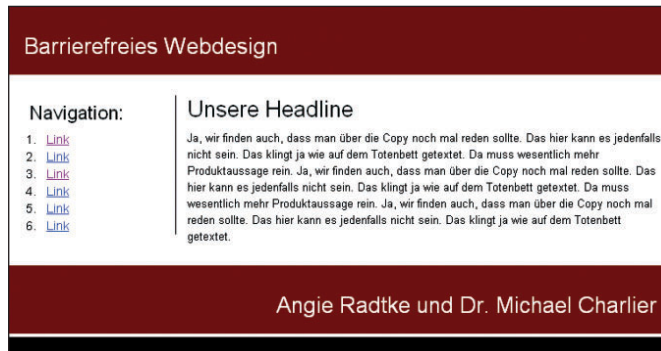 Barrierefreies Webdesign
Navigation:
1. Link
2. Link
3. Link
4. Link
5. Link
6. Link
Unsere Headline
Ja, wir finden auch, dass man über die Copy noch mal reden sollte. Das hier kann es jedenfalls
nicht sein. Das klingt ja wie auf dem Totenbett getextet. Da muss wesentlich mehr
Produktaussage rein. Ja, wir finden auch, dass man über die Copy noch mal reden sollte. Das
hier kann es jedenfalls nicht sein. Das klingt ja wie auf dem Totenbett getextet. Da muss
wesentlich mehr Produktaussage rein. Ja, wir finden auch, dass man über die Copy noch mal
reden sollte. Das hier kann es jedenfalls nicht sein. Das klingt ja wie auf dem Totenbett
getextet.
Angie Radtke und Dr. Michael Charlier